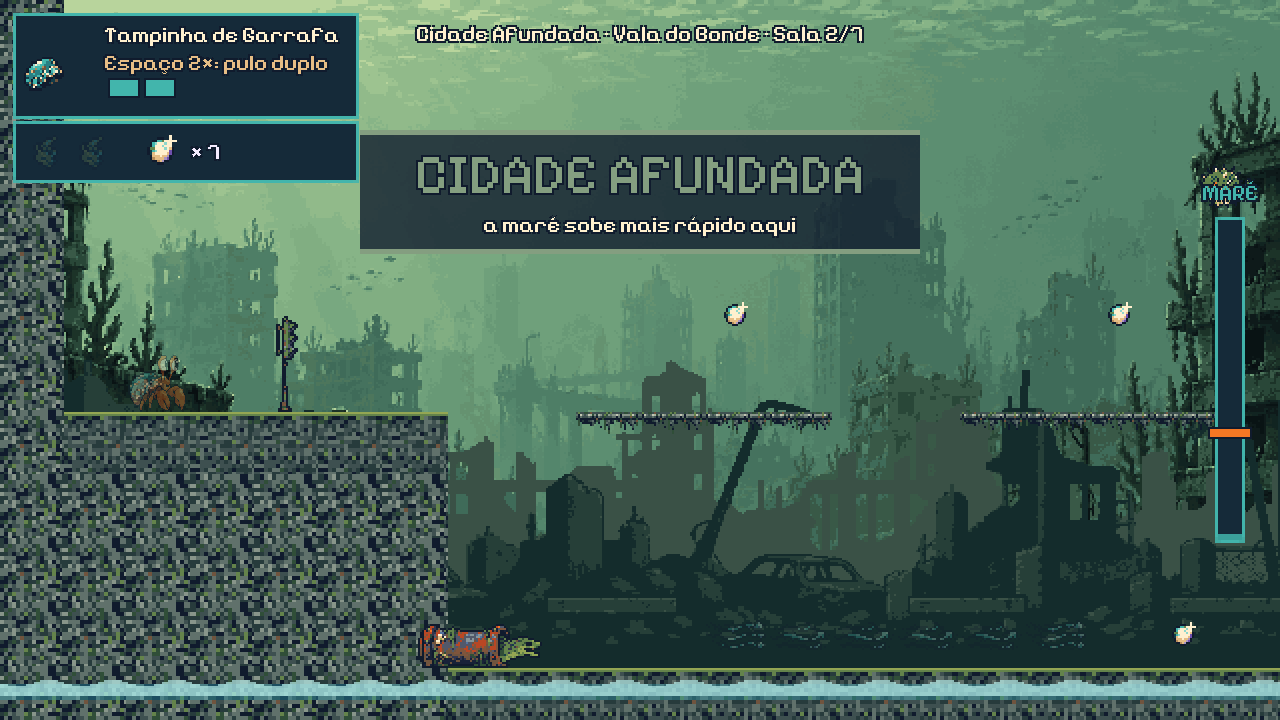 Tampinha de Garrafa
Espaço 2×: pulo duplo
× 7
Cidade Afundada · Vala do Bonde · Sala 2/7
CIDADE AFUNDADA
a maré sobe mais rápido aqui
MARÉ